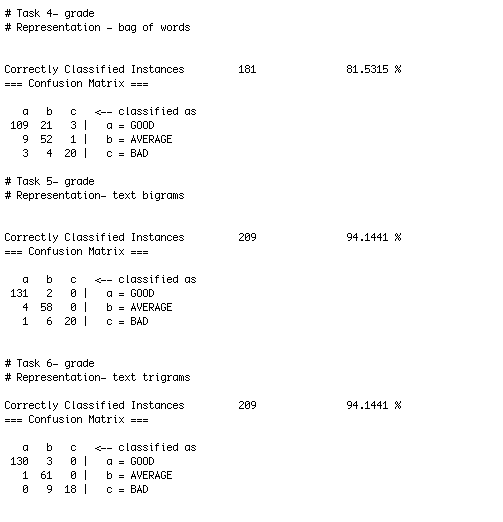 # Task 4- grade
# Representation - bag of words
Correctly Classified Instances 181 81.5315 %
=== Confusion Matrix ===
a b c <-- classified as
109 21 3 | a = GOOD
9 52 1 | b = AVERAGE
3 4 20 | c = BAD
# Task 5- grade
# Representation- text bigrams
Correctly Classified Instances 209 94.1441 %
=== Confusion Matrix ===
a b c <-- classified as
131 2 0 | a = GOOD
4 58 0 | b = AVERAGE
1 6 20 | c = BAD
# Task 6- grade
# Representation- text trigrams
Correctly Classified Instances 209 94.1441 %
=== Confusion Matrix ===
a b c <-- classified as
130 3 0 | a = GOOD
1 61 0 | b = AVERAGE
0 9 18 | c = BAD